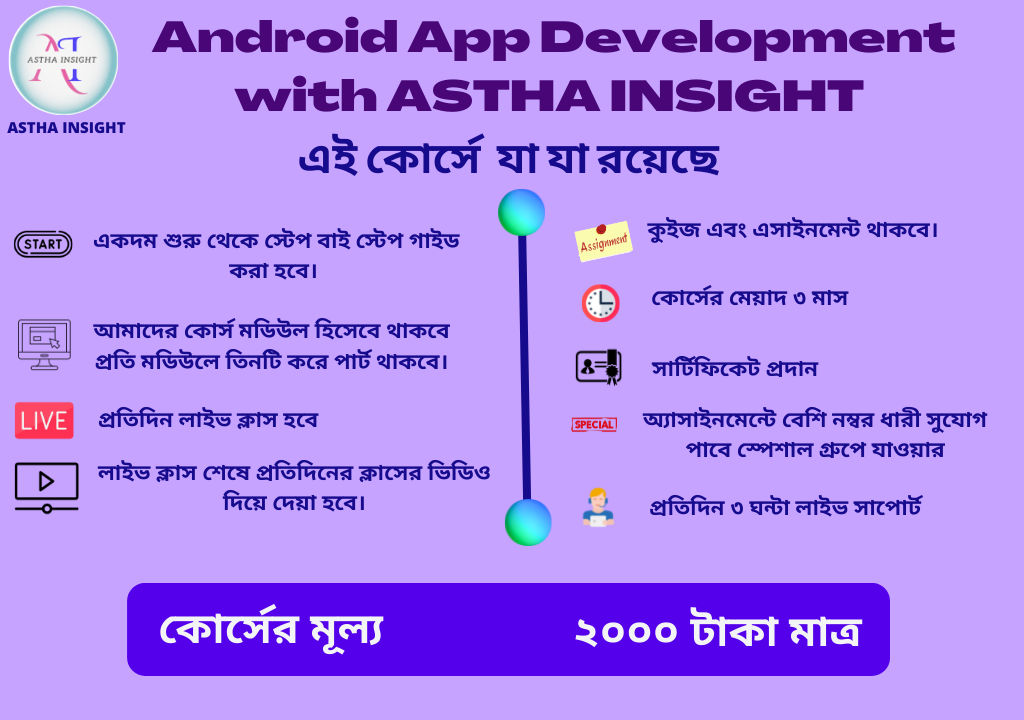 ASTHA INSIGHT
ASTHA INSIGHT
Android App Development
with ASTHA INSIGHT
এই কোর্সে যা যা রয়েছে
START
একদম শুরু থেকে স্টেপ বাই স্টেপ গাইড
করা হবে।
আমাদের কোর্স মডিউল হিসেবে থাকবে
প্রতি মডিউলে তিনটি করে পার্ট থাকবে।
LIVE
প্রতিদিন লাইভ ক্লাস হবে
লাইভ ক্লাস শেষে প্রতিদিনের ক্লাসের ভিডিও
দিয়ে দেয়া হবে।
Assignment
কুইজ এবং এসাইনমেন্ট থাকবে।
কোর্সের মেয়াদ ৩ মাস
সার্টিফিকেট প্রদান
SPECIAL
অ্যাসাইনমেন্টে বেশি নম্বর ধারী সুযোগ
পাবে স্পেশাল গ্রুপে যাওয়ার
প্রতিদিন ৩ ঘন্টা লাইভ সাপোর্ট
কোর্সের মূল্য ২০০০ টাকা মাত্র